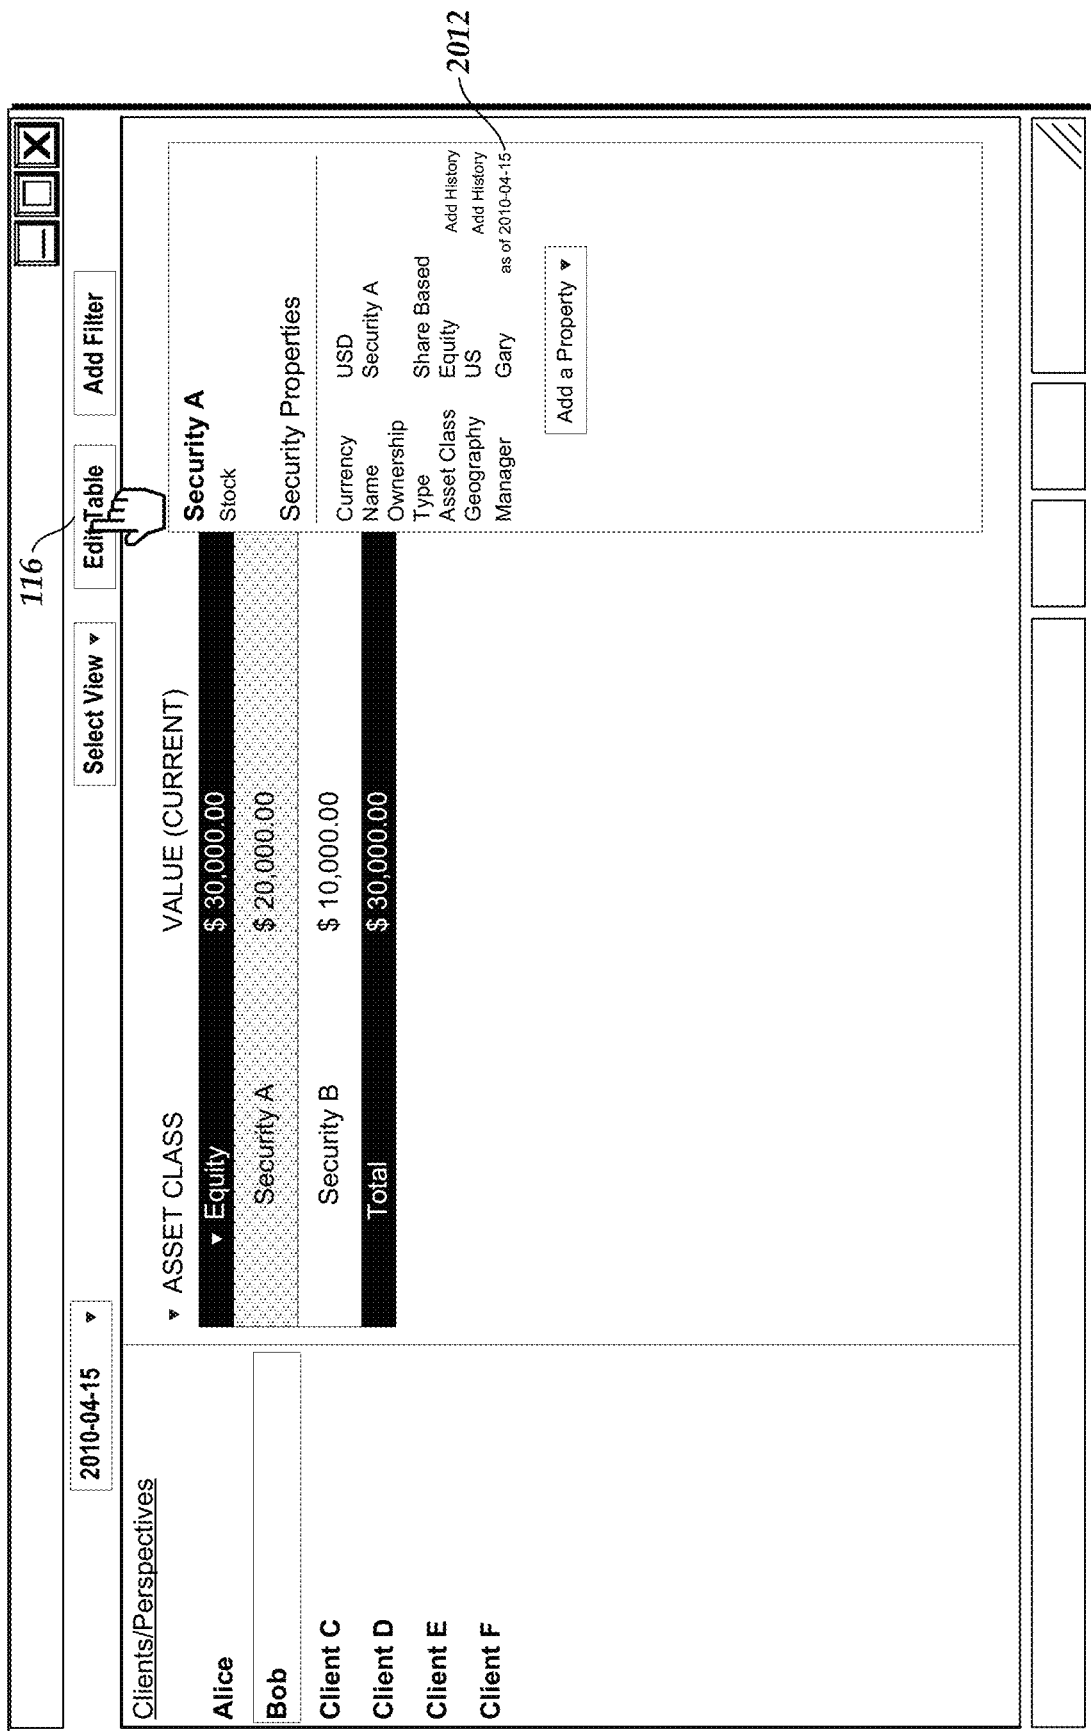 116
2010-04-15 ▼
Select View ▼
Edit Table
Add Filter
Clients/Perspectives
Alice
Bob
Client C
Client D
Client E
Client F
▼ ASSET CLASS VALUE (CURRENT)
▼ Equity $ 30,000.00
Security A $ 20,000.00
Security B $ 10,000.00
Total $ 30,000.00
Security A
Stock
Security Properties
Currency USD
Name Security A
Ownership
Type Share Based
Asset Class Equity Add History
Geography US Add History
Manager Gary as of 2010-04-15
2012
Add a Property ▼